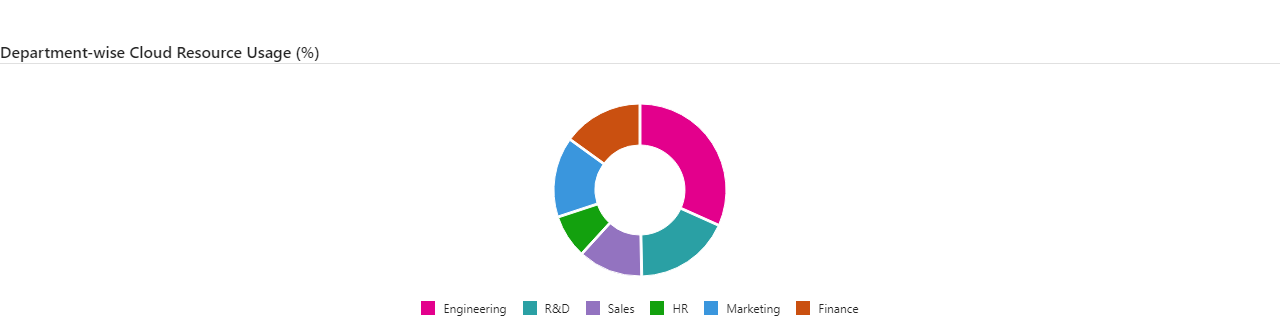 Department-wise Cloud Resource Usage (%)
Engineering R&D Sales HR Marketing Finance